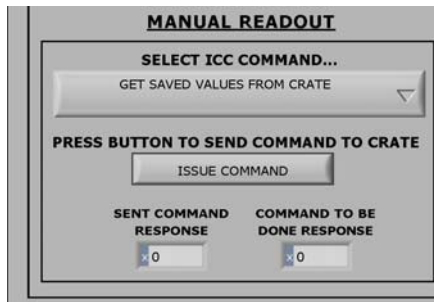 MANUAL READOUT
SELECT ICC COMMAND...
GET SAVED VALUES FROM CRATE
PRESS BUTTON TO SEND COMMAND TO CRATE
ISSUE COMMAND
SENT COMMAND RESPONSE
x 0
COMMAND TO BE DONE RESPONSE
x 0